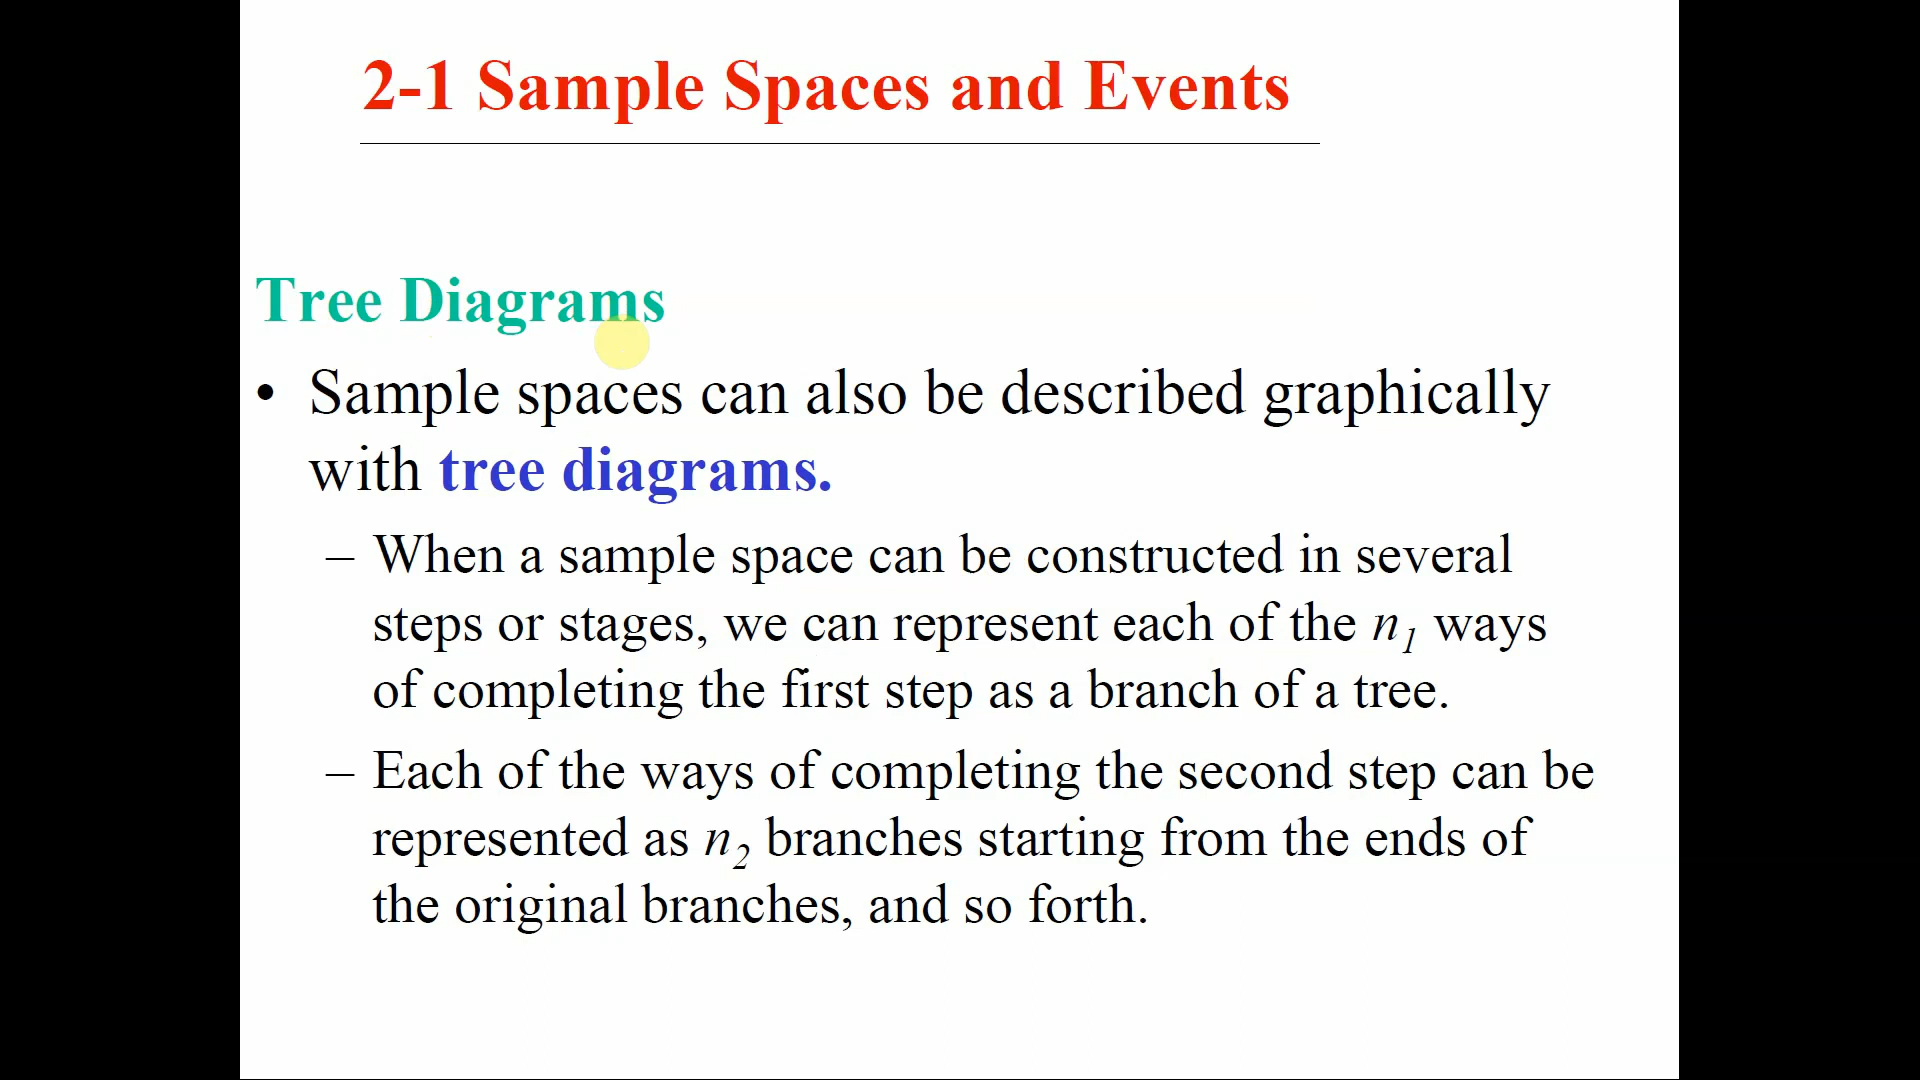 2-1 Sample Spaces and Events
Tree Diagrams
• Sample spaces can also be described graphically
with tree diagrams.
– When a sample space can be constructed in several
steps or stages, we can represent each of the n₁ ways
of completing the first step as a branch of a tree.
– Each of the ways of completing the second step can be
represented as n₂ branches starting from the ends of
the original branches, and so forth.